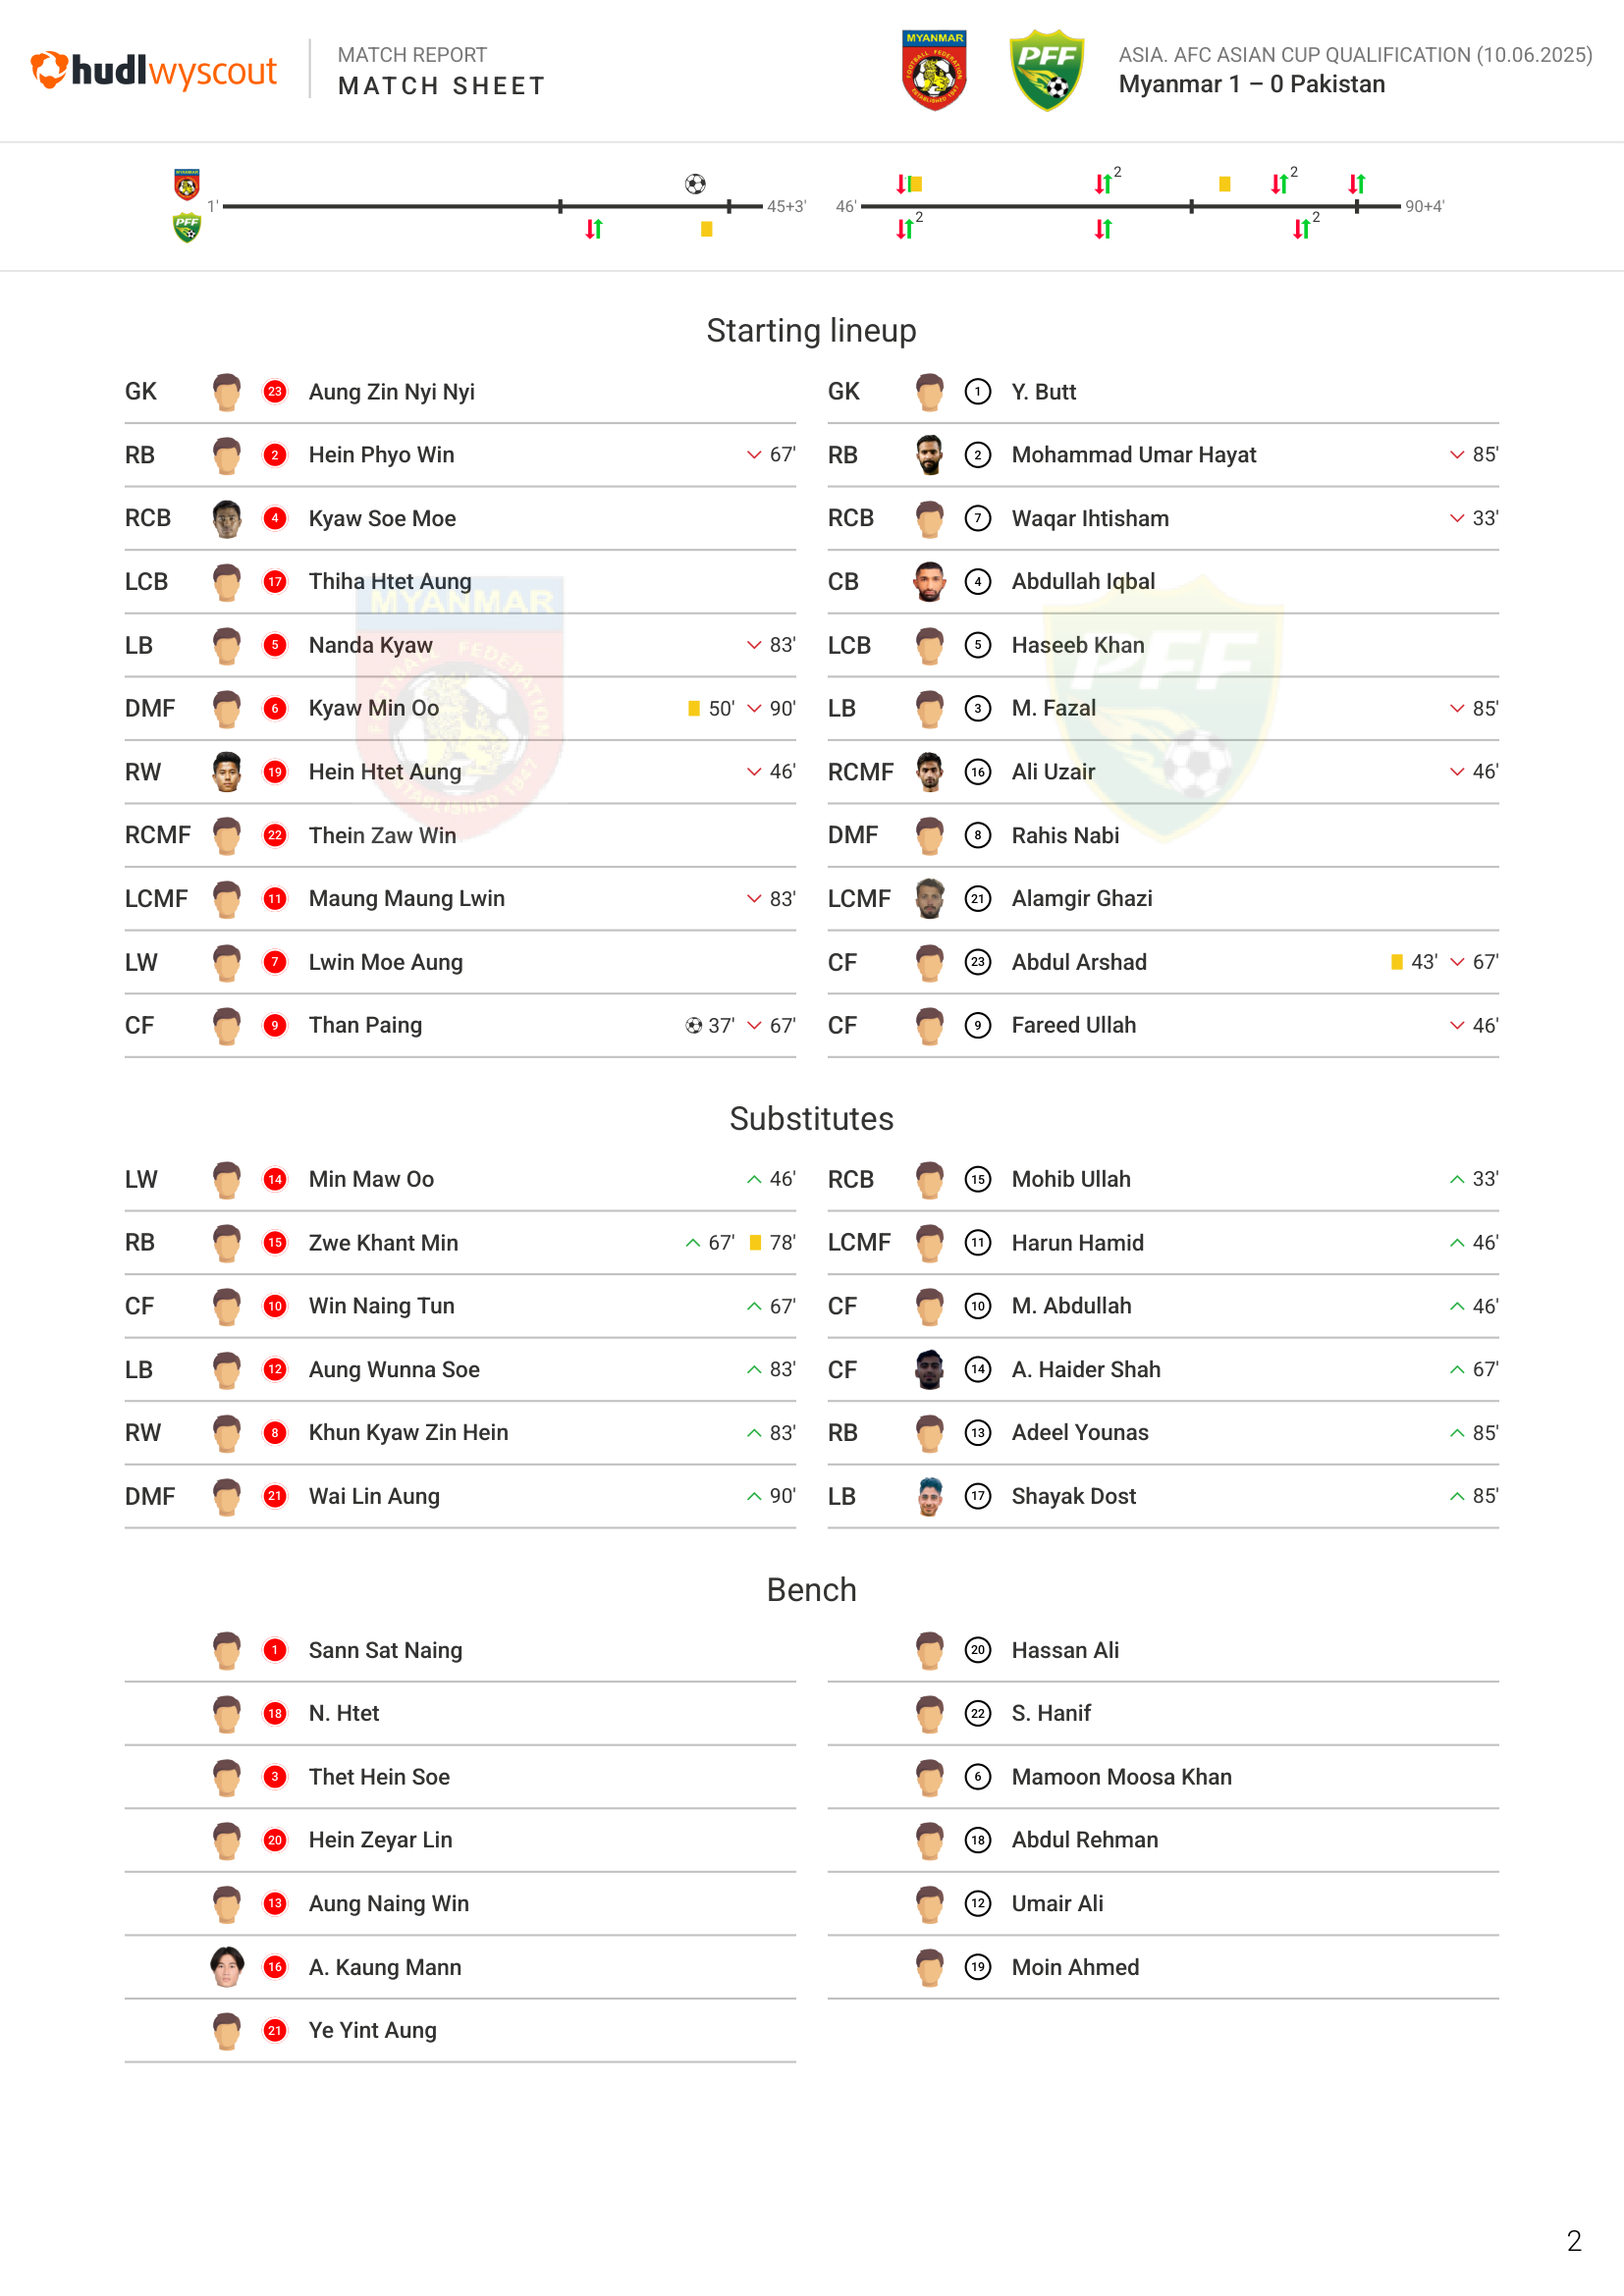 hudl wyscout
MATCH REPORT
MATCH SHEET
MYANMAR
FOOTBALL FEDERATION
ESTABLISHED 1947
PFF
ASIA. AFC ASIAN CUP QUALIFICATION (10.06.2025)
Myanmar 1 – 0 Pakistan
2 2
1' 45+3' 46' 90+4'
PFF 2 2
Starting lineup
GK 23 Aung Zin Nyi Nyi
RB 2 Hein Phyo Win 67'
RCB 4 Kyaw Soe Moe
LCB 17 Thiha Htet Aung
LB 5 Nanda Kyaw 83'
DMF 6 Kyaw Min Oo 50' 90'
RW 19 Hein Htet Aung 46'
RCMF 22 Thein Zaw Win
LCMF 11 Maung Maung Lwin 83'
LW 7 Lwin Moe Aung
CF 9 Than Paing 37' 67'
MYANMAR
FOOTBALL FEDERATION
ESTABLISHED 1947
GK 1 Y. Butt
RB 2 Mohammad Umar Hayat 85'
RCB 7 Waqar Ihtisham 33'
CB 4 Abdullah Iqbal
LCB 5 Haseeb Khan
LB 3 M. Fazal 85'
RCMF 16 Ali Uzair 46'
DMF 8 Rahis Nabi
LCMF 21 Alamgir Ghazi
CF 23 Abdul Arshad 43' 67'
CF 9 Fareed Ullah 46'
PFF
Substitutes
LW 14 Min Maw Oo 46'
RB 15 Zwe Khant Min 67' 78'
CF 10 Win Naing Tun 67'
LB 12 Aung Wunna Soe 83'
RW 8 Khun Kyaw Zin Hein 83'
DMF 21 Wai Lin Aung 90'
RCB 15 Mohib Ullah 33'
LCMF 11 Harun Hamid 46'
CF 10 M. Abdullah 46'
CF 14 A. Haider Shah 67'
RB 13 Adeel Younas 85'
LB 17 Shayak Dost 85'
Bench
1 Sann Sat Naing
18 N. Htet
3 Thet Hein Soe
20 Hein Zeyar Lin
13 Aung Naing Win
16 A. Kaung Mann
21 Ye Yint Aung
20 Hassan Ali
22 S. Hanif
6 Mamoon Moosa Khan
18 Abdul Rehman
12 Umair Ali
19 Moin Ahmed
2